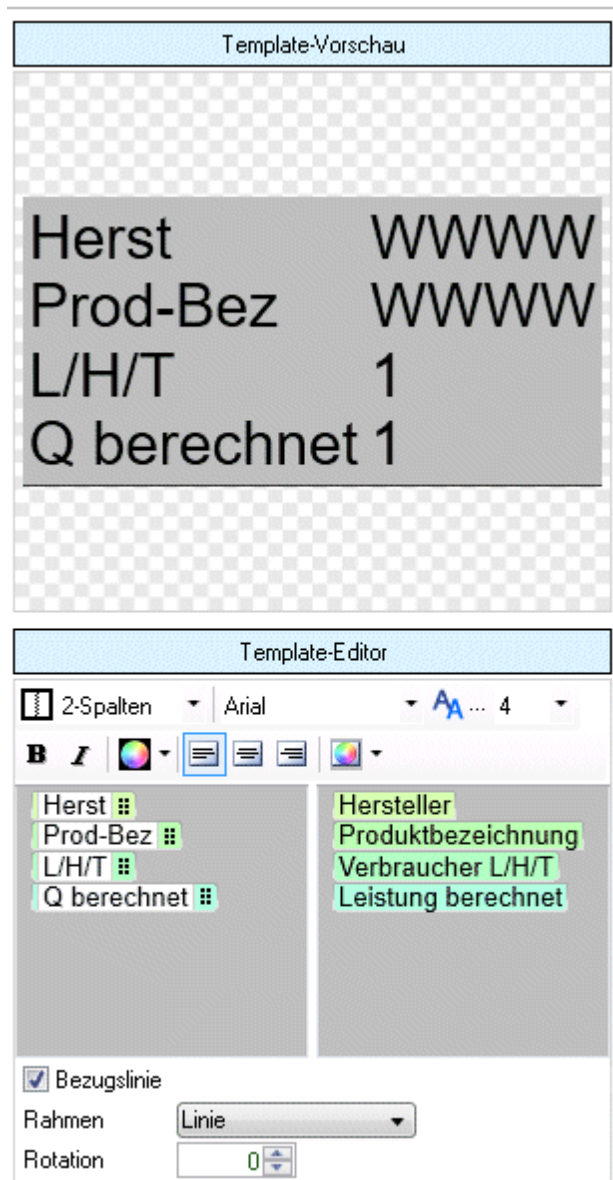 Template-Vorschau
Herst WWWW
Prod-Bez WWWW
L/H/T 1
Q berechnet 1
Template-Editor
2-Spalten Arial AA ... 4
B I
Herst Hersteller
Prod-Bez Produktbezeichnung
L/H/T Verbraucher L/H/T
Q berechnet Leistung berechnet
Bezugslinie
Rahmen Linie
Rotation 0